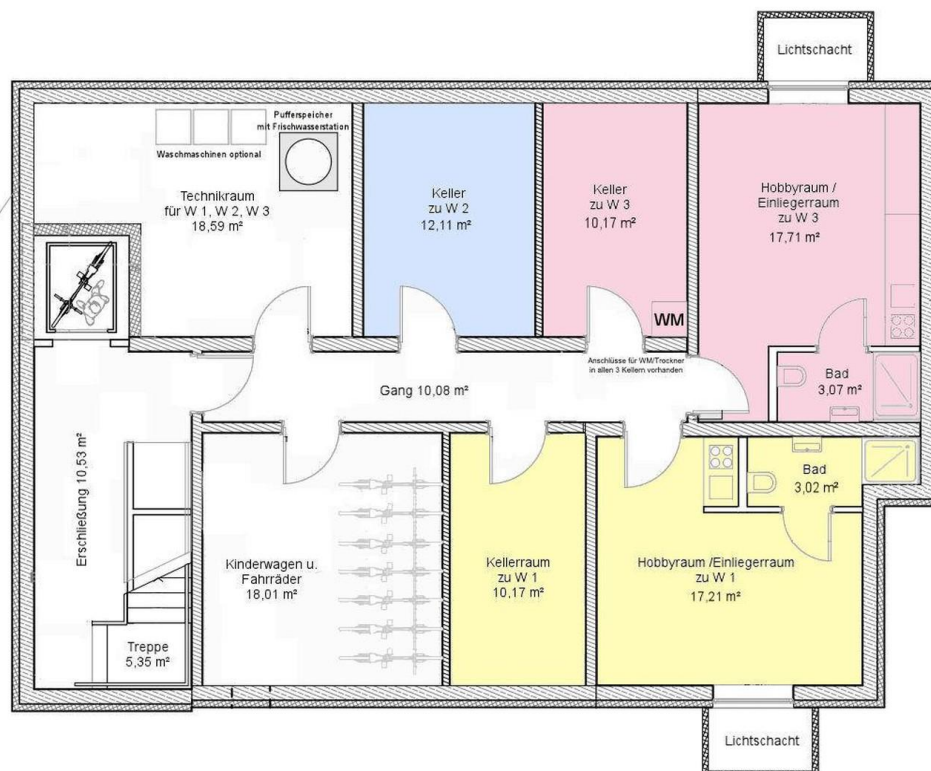 Lichtschacht
Pufferspeicher
mit Frischwasserstation
Waschmaschinen optional
Technikraum
für W 1, W 2, W 3
18,59 m²
Keller
zu W 2
12,11 m²
Keller
zu W 3
10,17 m²
Hobbyraum /
Einliegerraum
zu W 3
17,71 m²
WM
Anschlüsse für WM/Trockner
in allen 3 Kellern vorhanden
Gang 10,08 m²
Bad
3,07 m²
Erschließung 10,53 m²
Bad
3,02 m²
Kinderwagen u.
Fahrräder
18,01 m²
Kellerraum
zu W 1
10,17 m²
Hobbyraum /Einliegerraum
zu W 1
17,21 m²
Treppe
5,35 m²
Lichtschacht